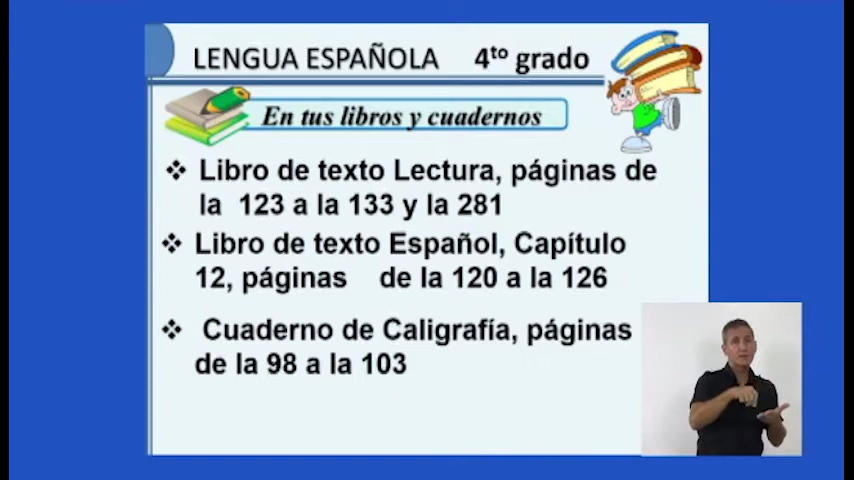 LENGUA ESPAÑOLA 4to grado
En tus libros y cuadernos
❖ Libro de texto Lectura, páginas de
la 123 a la 133 y la 281
❖ Libro de texto Español, Capítulo
12, páginas de la 120 a la 126
❖ Cuaderno de Caligrafía, páginas
de la 98 a la 103